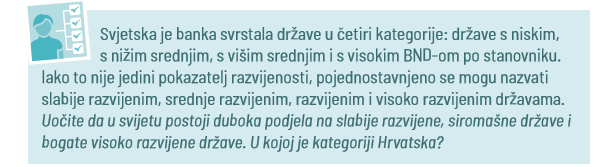 Svjetska je banka svrstala države u četiri kategorije: države s niskim,
s nižim srednjim, s višim srednjim i s visokim BND-om po stanovniku.
Iako to nije jedini pokazatelj razvijenosti, pojednostavnjeno se mogu nazvati
slabije razvijenim, srednje razvijenim, razvijenim i visoko razvijenim državama.
Uočite da u svijetu postoji duboka podjela na slabije razvijene, siromašne države i
bogate visoko razvijene države. U kojoj je kategoriji Hrvatska?